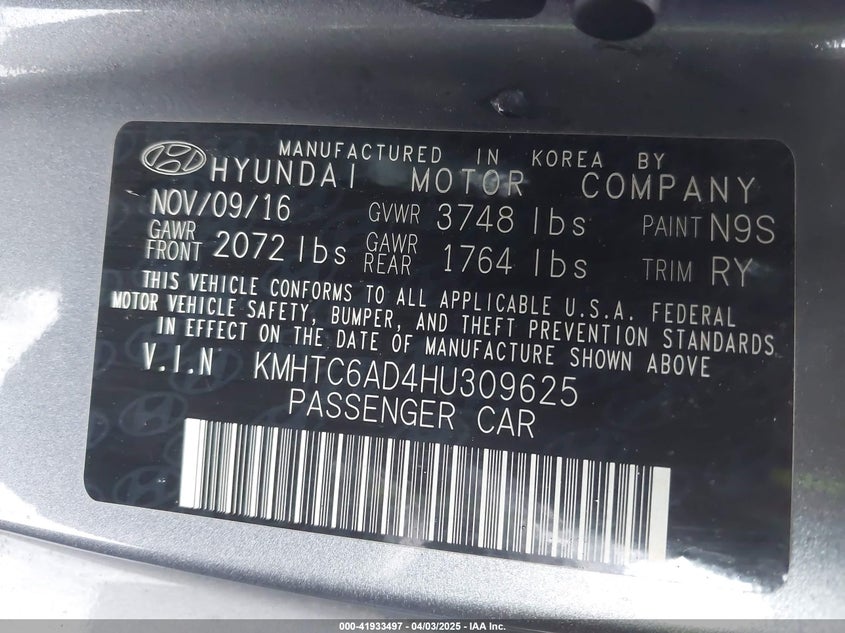 MANUFACTURED IN KOREA BY
HYUNDAI MOTOR COMPANY
NOV/09/16 GVWR 3748 lbs PAINT N9S
GAWR FRONT 2072 lbs GAWR REAR 1764 lbs TRIM RY
THIS VEHICLE CONFORMS TO ALL APPLICABLE U.S.A. FEDERAL
MOTOR VEHICLE SAFETY, BUMPER, AND THEFT PREVENTION STANDARDS
IN EFFECT ON THE DATE OF MANUFACTURE SHOWN ABOVE
V.I.N KMHTC6AD4HU309625
PASSENGER CAR
000-41933497 - 04/03/2025 - IAA Inc.